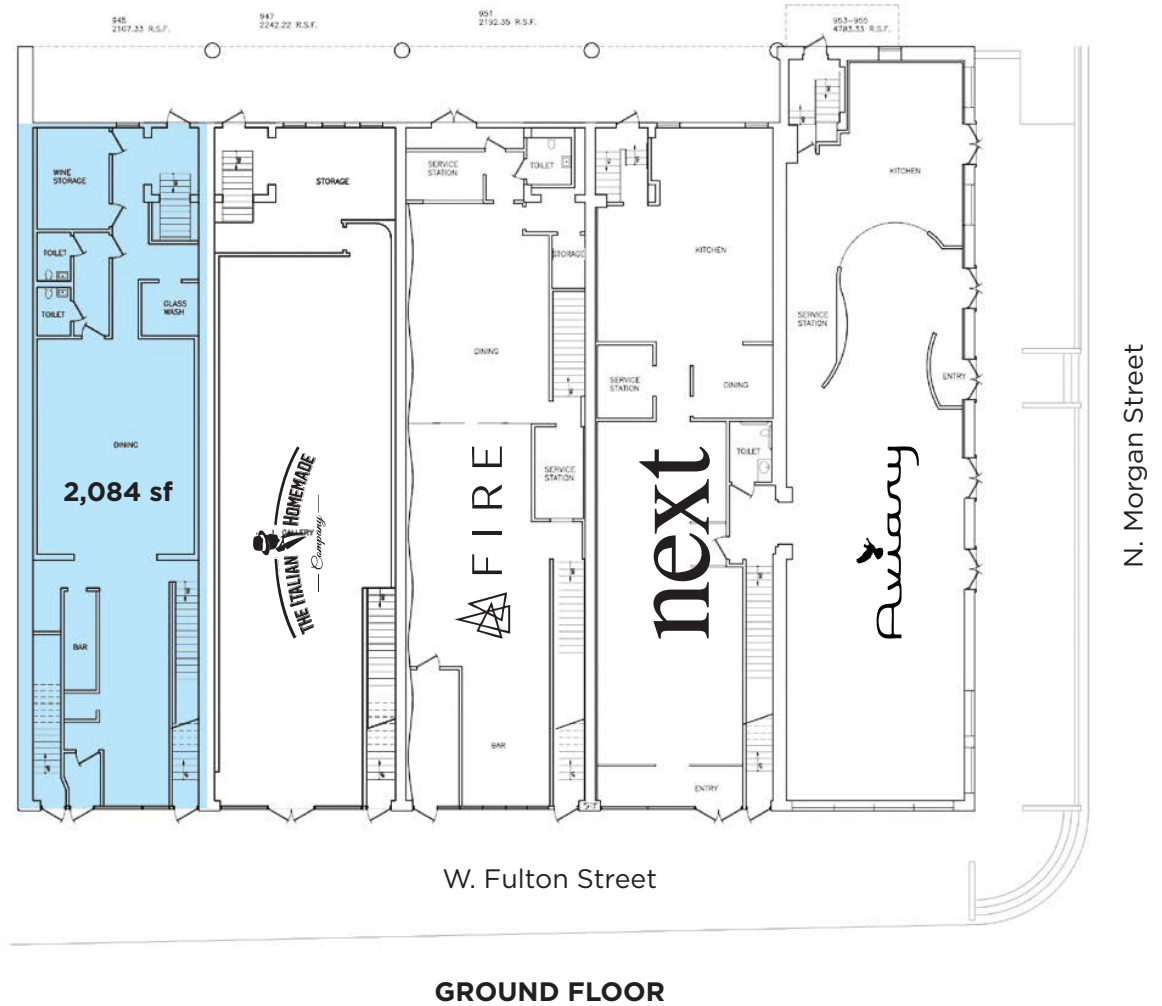 945
2107.33 R.S.F.
947
2242.22 R.S.F.
951
2192.35 R.S.F.
953-955
4783.33 R.S.F.
WINE
STORAGE
TOILET
TOILET
GLASS
WASH
DINING
2,084 sf
BAR
STORAGE
GALLERY
THE ITALIAN HOMEMADE
Company
SERVICE
STATION
TOILET
STORAGE
DINING
SERVICE
STATION
FIRE
BAR
KITCHEN
SERVICE
STATION
DINING
TOILET
next
ENTRY
KITCHEN
SERVICE
STATION
ENTRY
Aviary
N. Morgan Street
W. Fulton Street
GROUND FLOOR